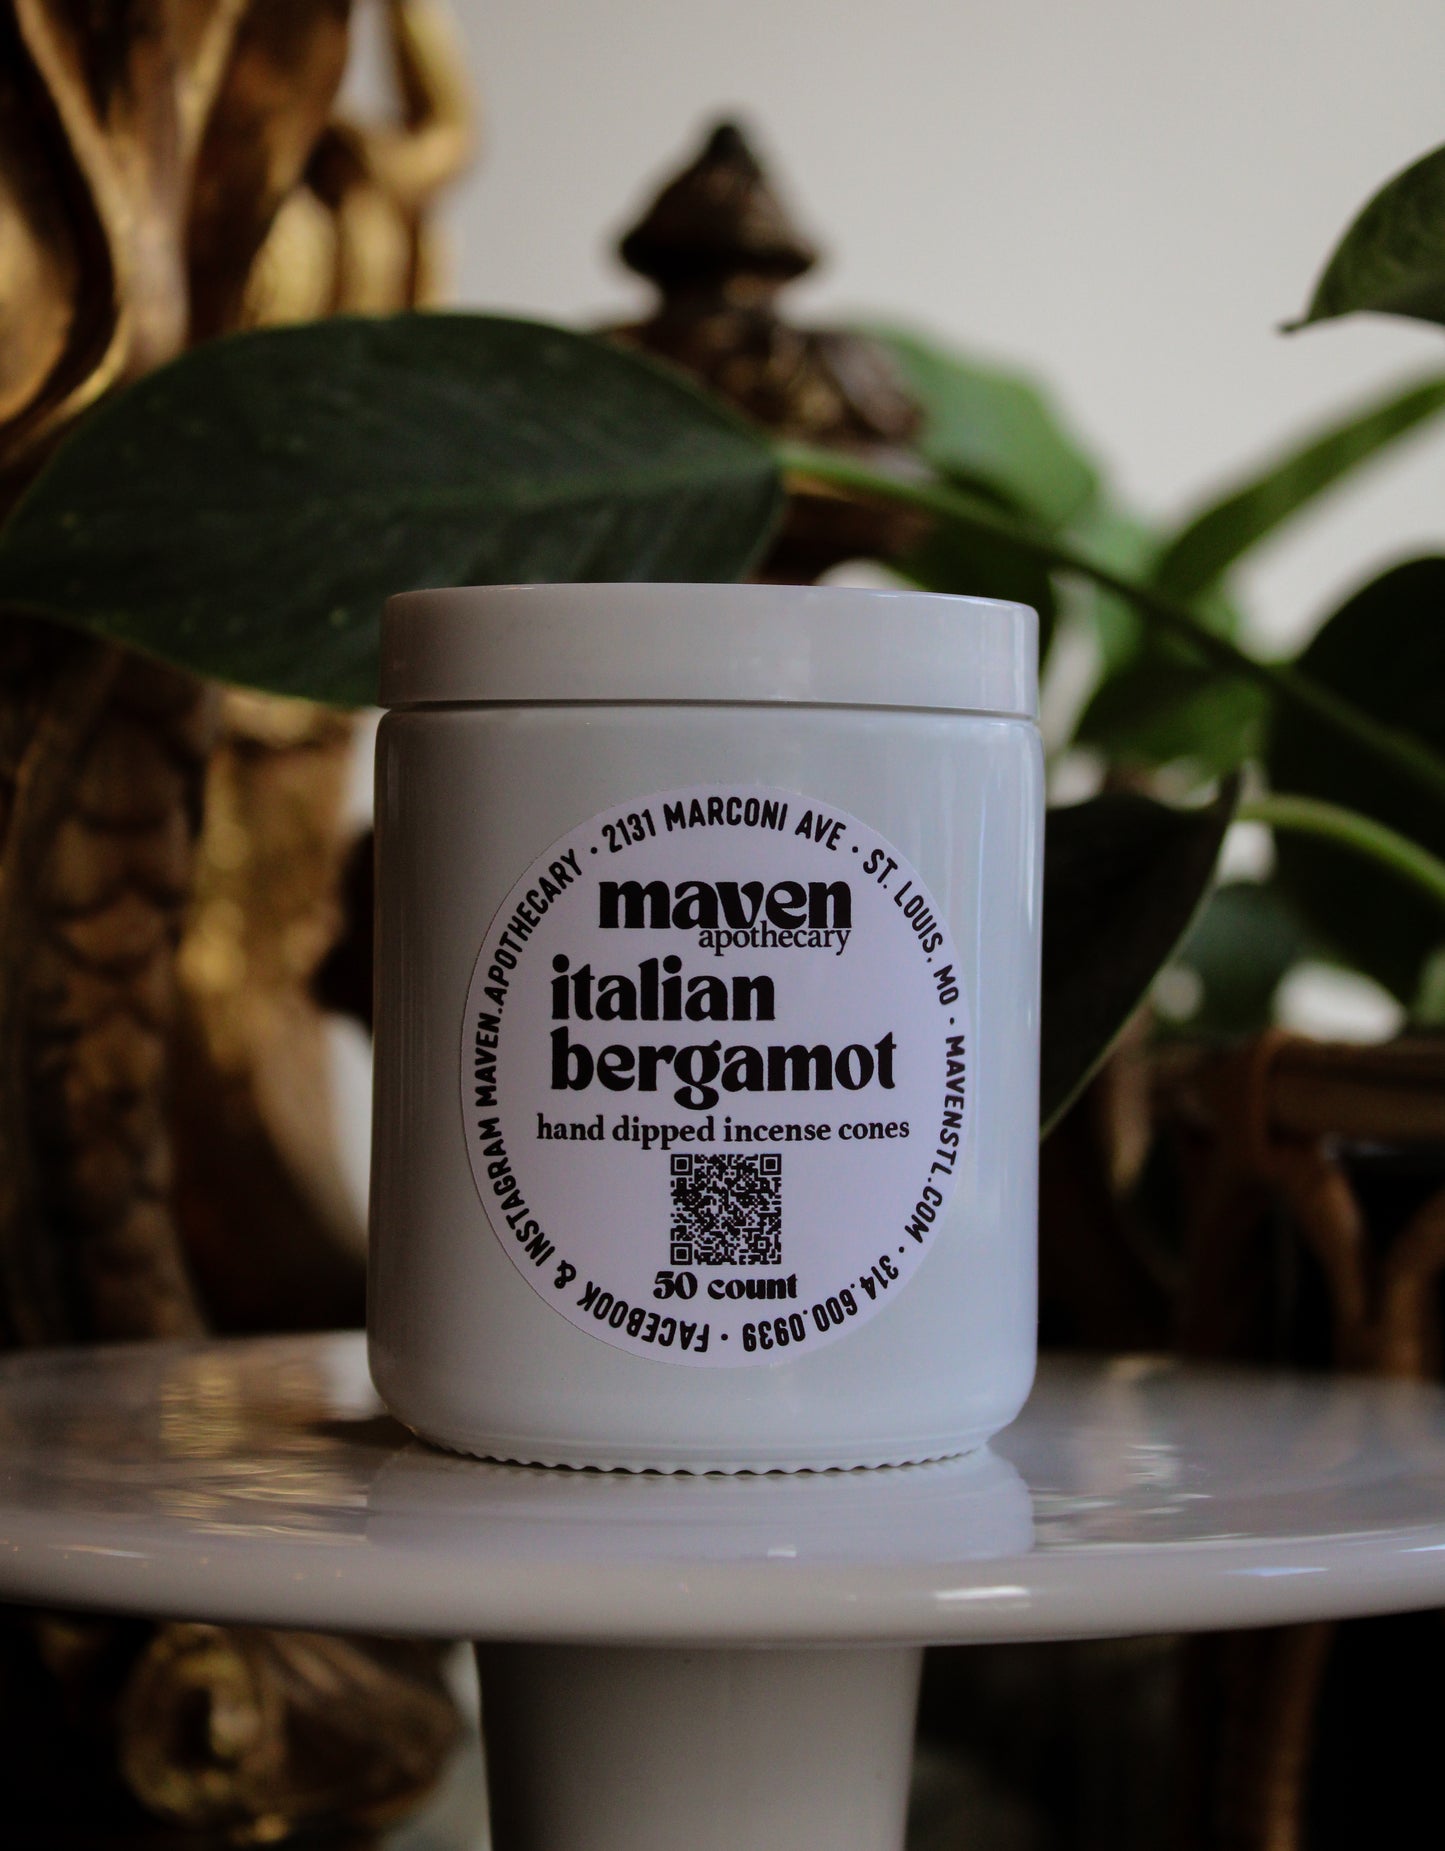 2131 MARCONI AVE • ST. LOUIS, MO • MAVENSTL.COM • 314.600.0939 • FACEBOOK & INSTAGRAM MAVEN.APOTHECARY •
maven
apothecary
italian
bergamot
hand dipped incense cones
50 count